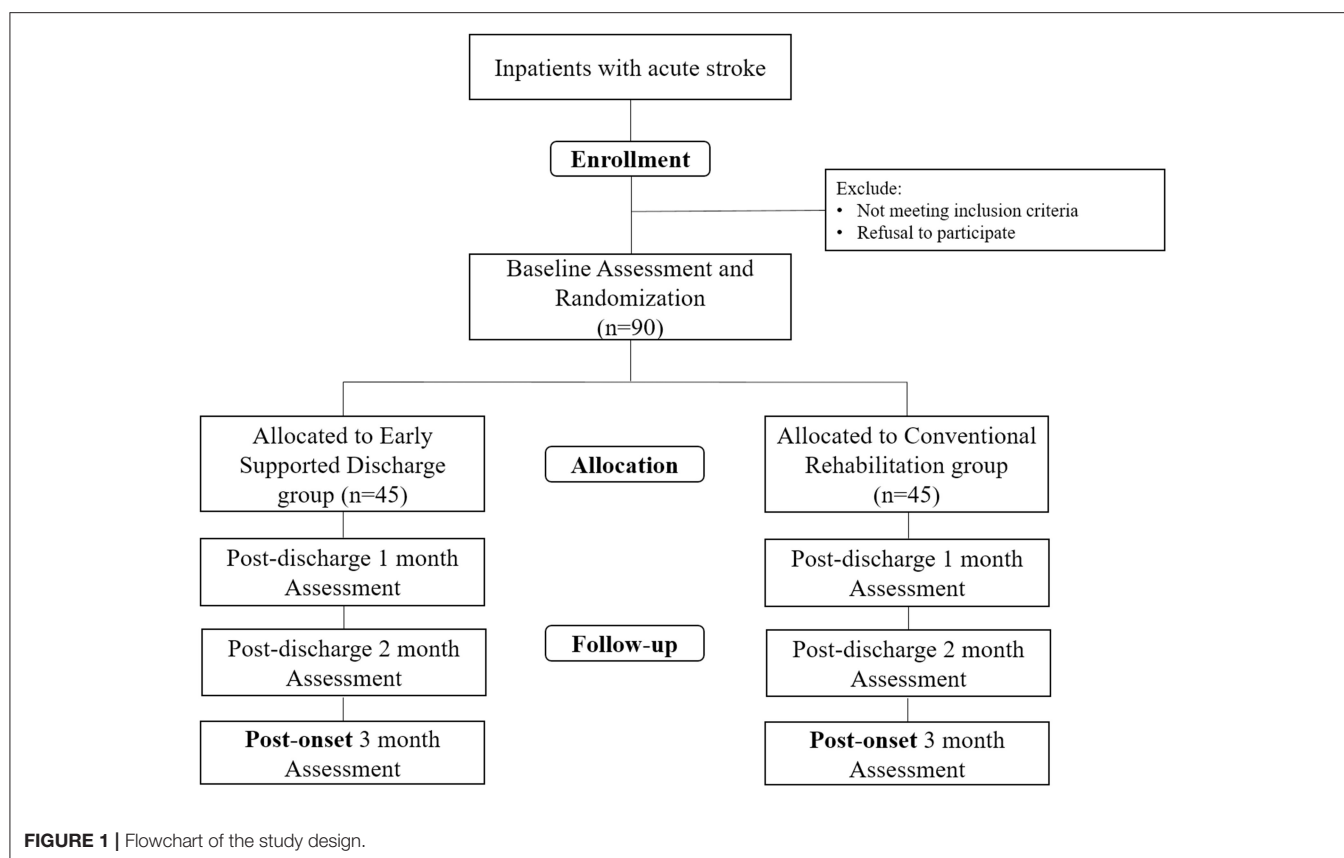 Inpatients with acute stroke
Enrollment
Exclude:
• Not meeting inclusion criteria
• Refusal to participate
Baseline Assessment and
Randomization
(n=90)
Allocated to Early
Supported Discharge
group (n=45)
Allocation
Allocated to Conventional
Rehabilitation group
(n=45)
Post-discharge 1 month
Assessment
Post-discharge 1 month
Assessment
Post-discharge 2 month
Assessment
Follow-up
Post-discharge 2 month
Assessment
Post-onset 3 month
Assessment
Post-onset 3 month
Assessment
FIGURE 1 | Flowchart of the study design.